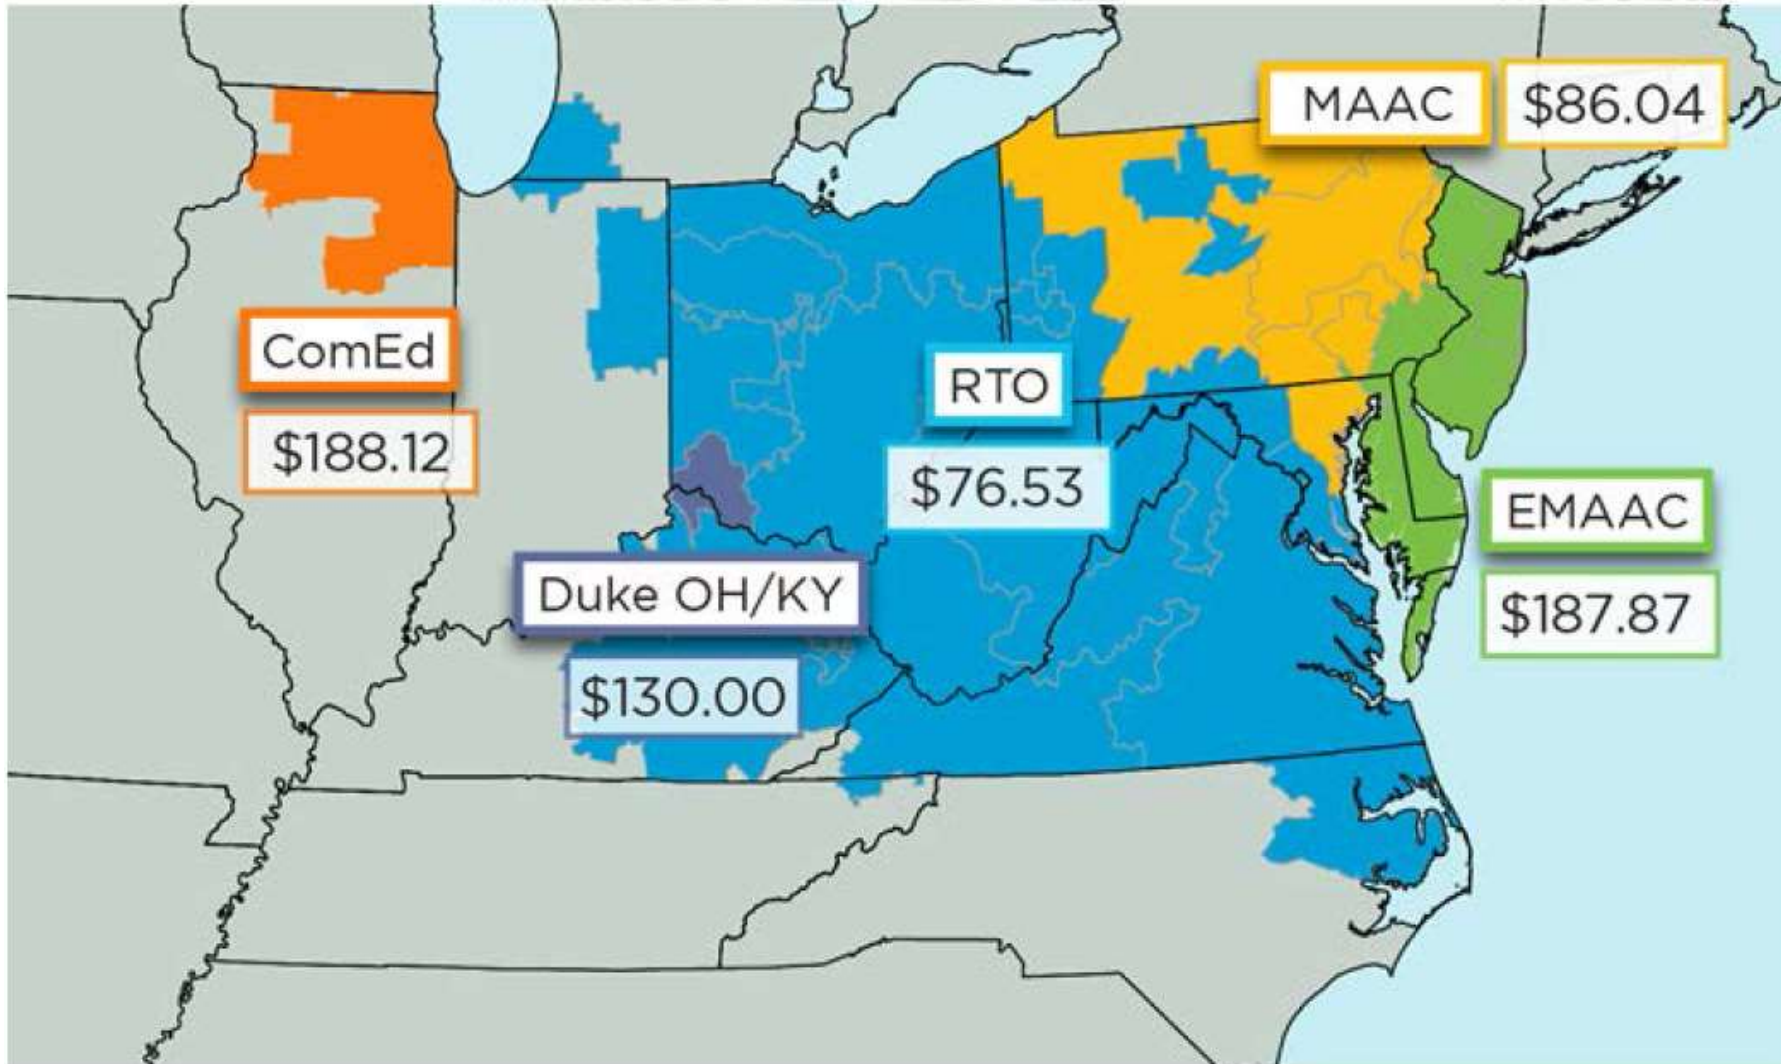 MAAC $86.04
ComEd
$188.12
RTO
$76.53
EMAAC
$187.87
Duke OH/KY
$130.00